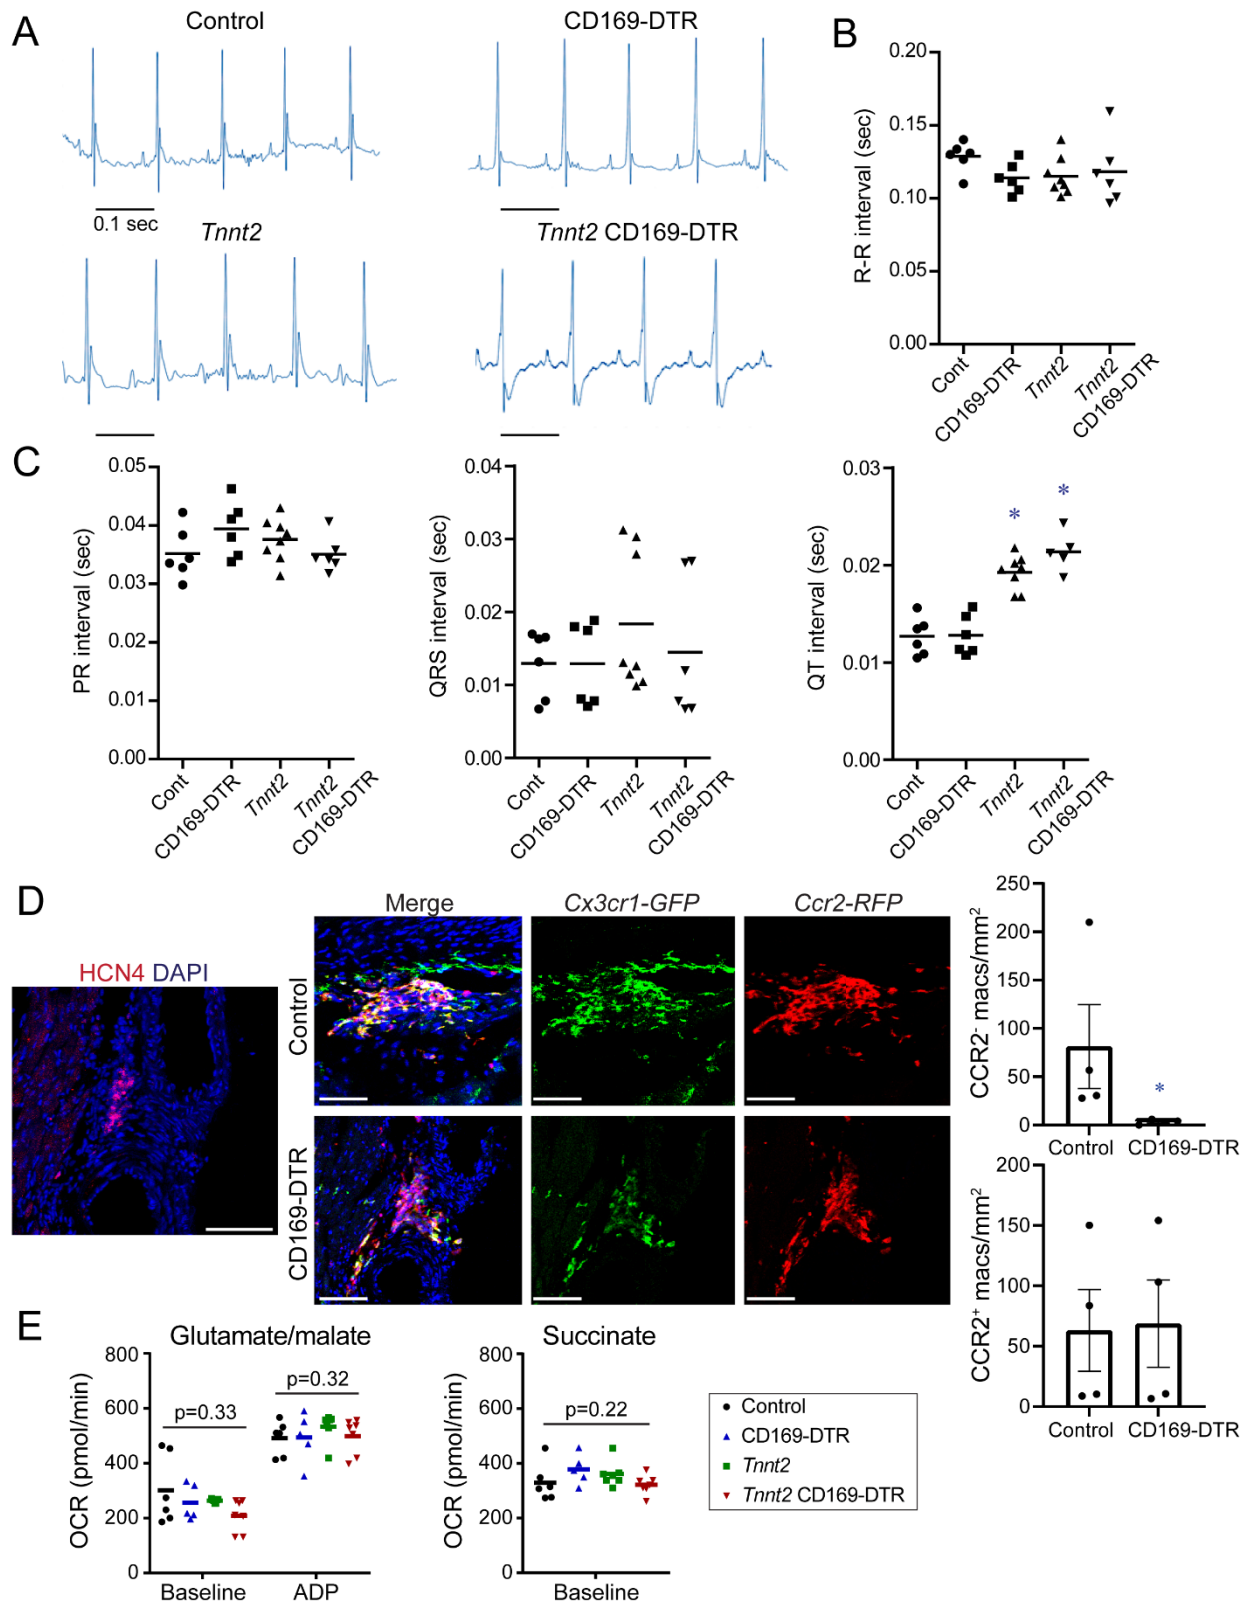 A
Control
CD169-DTR
0.1 sec
Tnnt2
Tnnt2 CD169-DTR
B
R-R interval (sec)
0.20
0.15
0.10
0.05
0.00
Cont
CD169-DTR
Tnnt2
Tnnt2
CD169-DTR
C
PR interval (sec)
0.05
0.04
0.03
0.02
0.01
0.00
Cont
CD169-DTR
Tnnt2
Tnnt2
CD169-DTR
QRS interval (sec)
0.04
0.03
0.02
0.01
0.00
Cont
CD169-DTR
Tnnt2
Tnnt2
CD169-DTR
QT interval (sec)
0.03
0.02
0.01
0.00
*
*
Cont
CD169-DTR
Tnnt2
Tnnt2
CD169-DTR
D
HCN4 DAPI
Merge
Cx3cr1-GFP
Ccr2-RFP
Control
CD169-DTR
CCR2⁻ macs/mm²
250
200
150
100
50
0
*
Control
CD169-DTR
CCR2⁺ macs/mm²
200
150
100
50
0
Control
CD169-DTR
E
Glutamate/malate
OCR (pmol/min)
800
600
400
200
0
p=0.33
p=0.32
Baseline
ADP
Succinate
OCR (pmol/min)
800
600
400
200
0
p=0.22
Baseline
Control
CD169-DTR
Tnnt2
Tnnt2 CD169-DTR